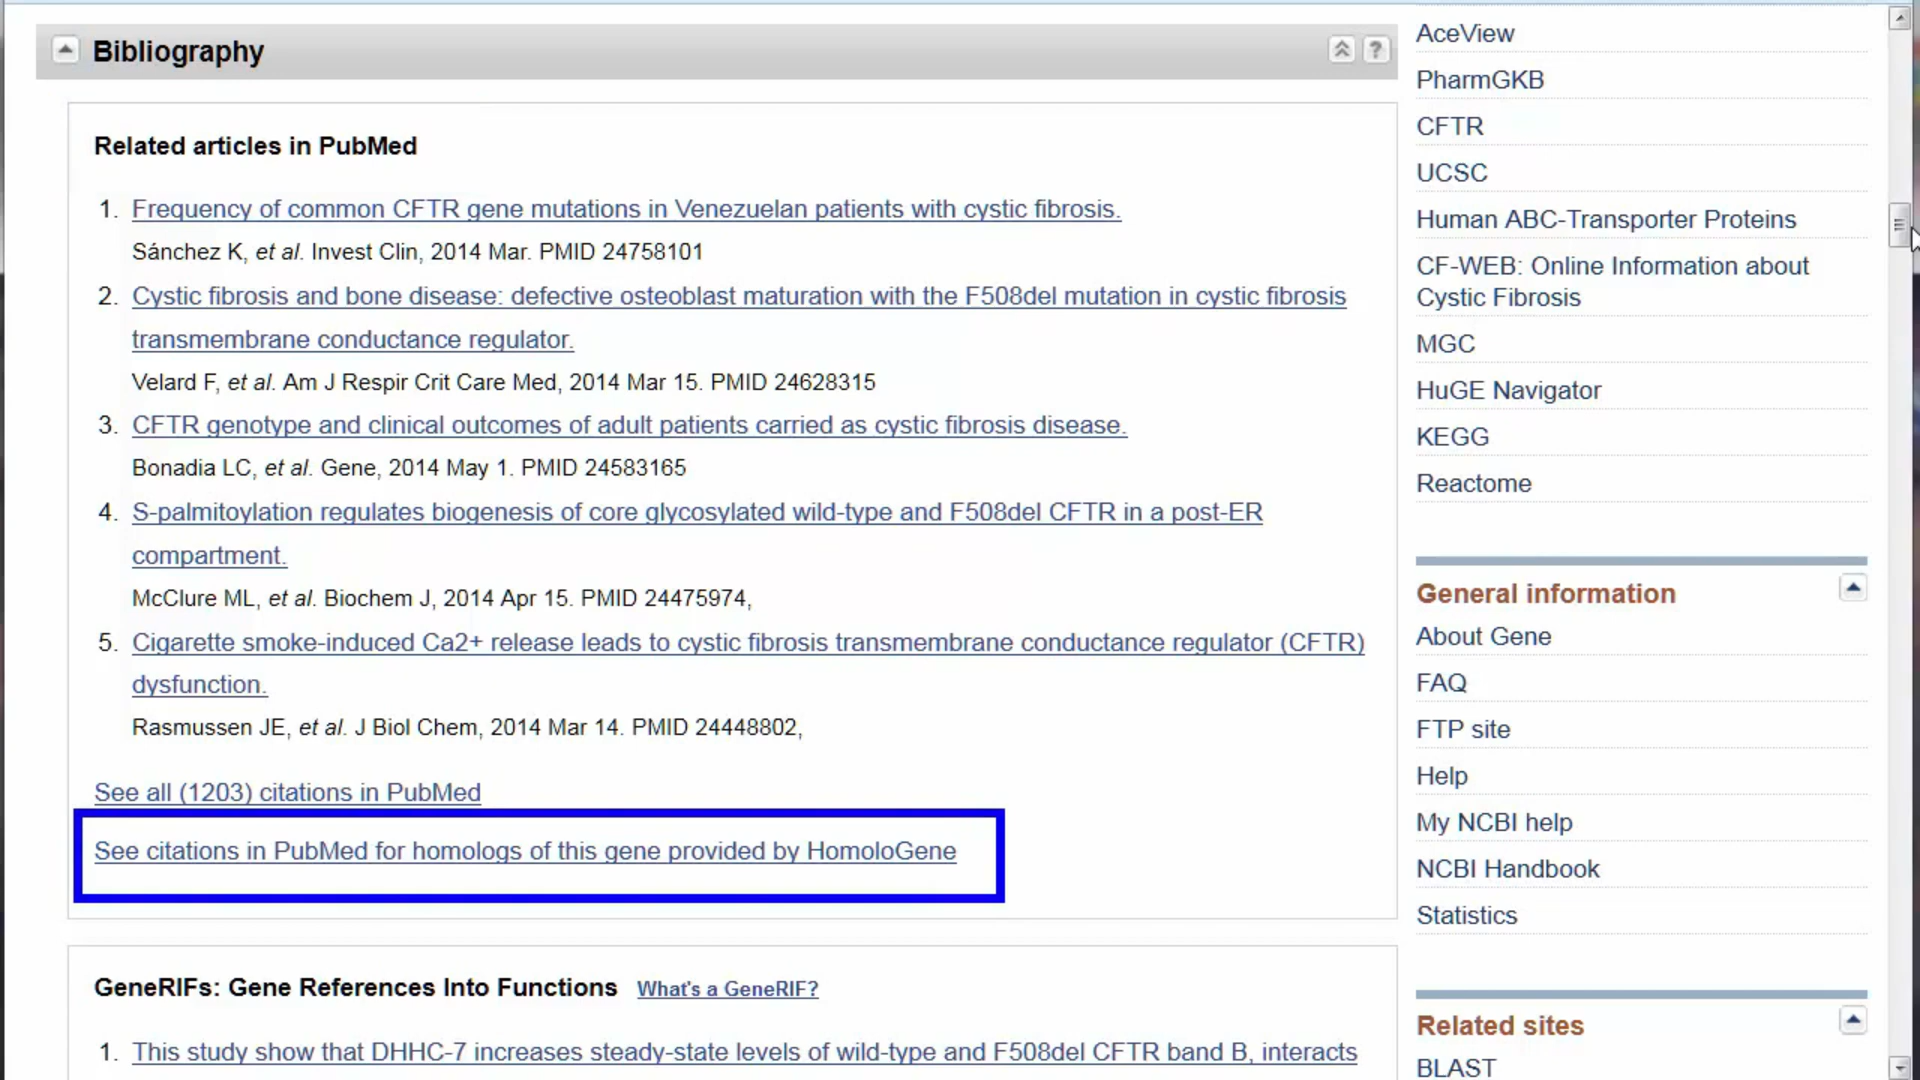 Bibliography
Related articles in PubMed
1. Frequency of common CFTR gene mutations in Venezuelan patients with cystic fibrosis.
Sánchez K, et al. Invest Clin, 2014 Mar. PMID 24758101
2. Cystic fibrosis and bone disease: defective osteoblast maturation with the F508del mutation in cystic fibrosis
transmembrane conductance regulator.
Velard F, et al. Am J Respir Crit Care Med, 2014 Mar 15. PMID 24628315
3. CFTR genotype and clinical outcomes of adult patients carried as cystic fibrosis disease.
Bonadia LC, et al. Gene, 2014 May 1. PMID 24583165
4. S-palmitoylation regulates biogenesis of core glycosylated wild-type and F508del CFTR in a post-ER
compartment.
McClure ML, et al. Biochem J, 2014 Apr 15. PMID 24475974,
5. Cigarette smoke-induced Ca2+ release leads to cystic fibrosis transmembrane conductance regulator (CFTR)
dysfunction.
Rasmussen JE, et al. J Biol Chem, 2014 Mar 14. PMID 24448802,
See all (1203) citations in PubMed
See citations in PubMed for homologs of this gene provided by HomoloGene
GeneRIFs: Gene References Into Functions What's a GeneRIF?
1. This study show that DHHC-7 increases steady-state levels of wild-type and F508del CFTR band B, interacts
AceView
PharmGKB
CFTR
UCSC
Human ABC-Transporter Proteins
CF-WEB: Online Information about
Cystic Fibrosis
MGC
HuGE Navigator
KEGG
Reactome
General information
About Gene
FAQ
FTP site
Help
My NCBI help
NCBI Handbook
Statistics
Related sites
BLAST